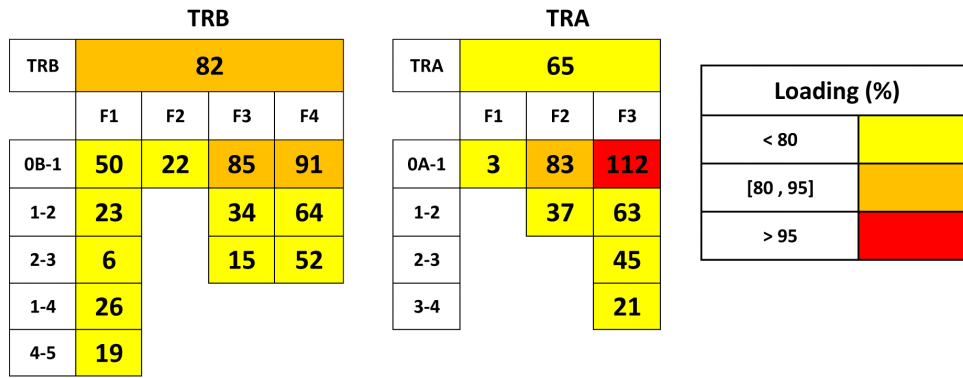 TRB TRA
TRB 82 TRA 65 Loading (%)
F1 F2 F3 F4 F1 F2 F3 < 80
0B-1 50 22 85 91 0A-1 3 83 112 [80 , 95]
1-2 23 34 64 1-2 37 63 > 95
2-3 6 15 52 2-3 45
1-4 26 3-4 21
4-5 19